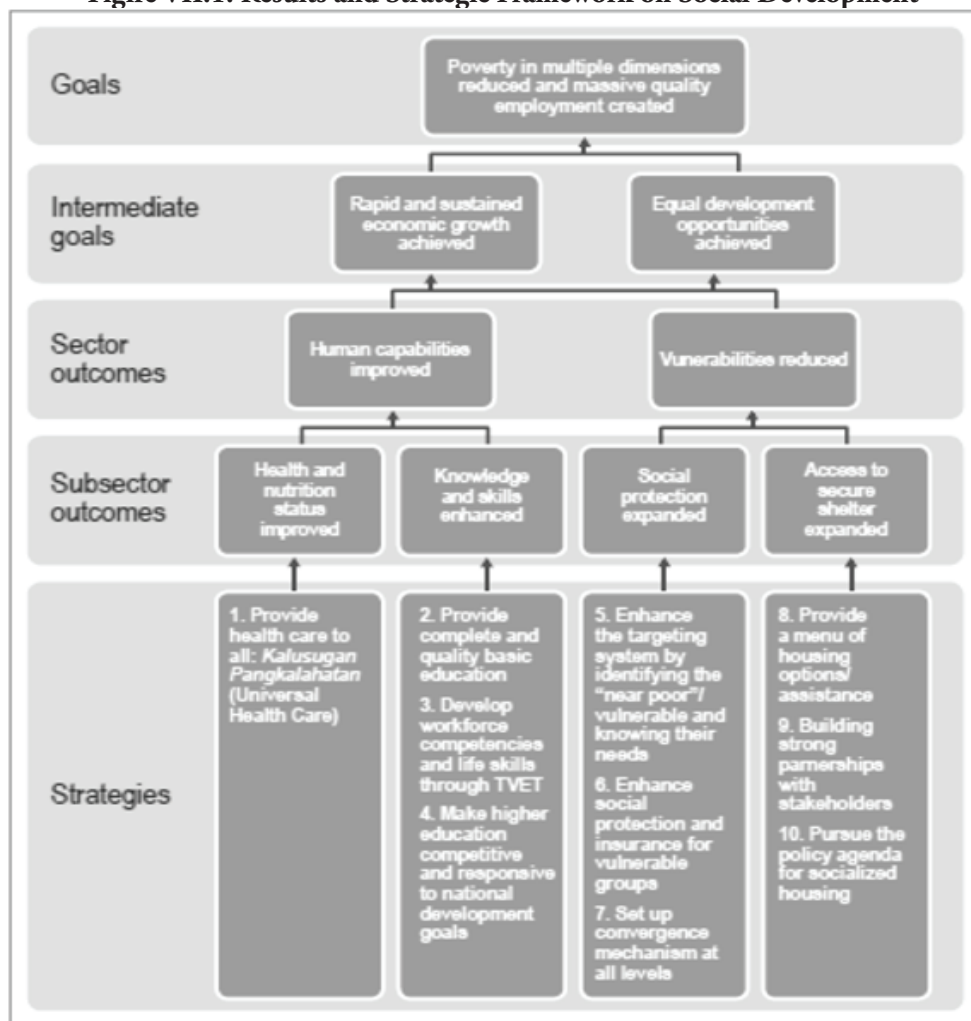 Figure VII.1. Results and Strategic Framework on Social Development
Goals
Poverty in multiple dimensions
reduced and massive quality
employment created
Intermediate
goals
Rapid and sustained
economic growth
achieved
Equal development
opportunities
achieved
Sector
outcomes
Human capabilities
improved
Vunerabilities reduced
Subsector
outcomes
Health and
nutrition
status
improved
Knowledge
and skills
enhanced
Social
protection
expanded
Access to
secure
shelter
expanded
Strategies
1. Provide
health care to
all: Kalusugan
Pangkalahatan
(Universal
Health Care)
2. Provide
complete and
quality basic
education
3. Develop
workforce
competencies
and life skills
through TVET
4. Make higher
education
competitive
and responsive
to national
development
goals
5. Enhance
the targeting
system by
identifying the
“near poor”/
vulnerable and
knowing their
needs
6. Enhance
social
protection and
insurance for
vulnerable
groups
7. Set up
convergence
mechanism at
all levels
8. Provide
a menu of
housing
options/
assistance
9. Building
strong
parnerships
with
stakeholders
10. Pursue the
policy agenda
for socialized
housing